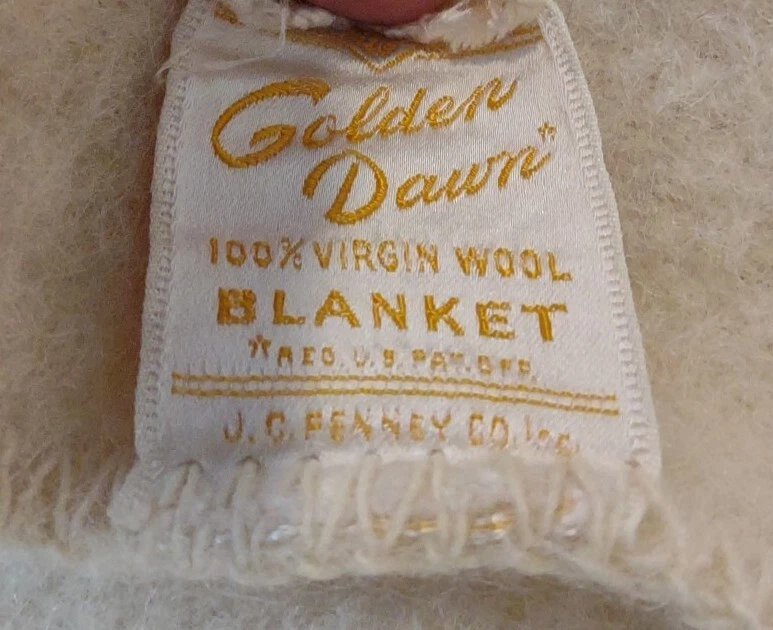 Golden
Dawn*
100% VIRGIN WOOL
BLANKET
*REG. U.S. PAT. OFF.
J. C. PENNEY CO. Inc.